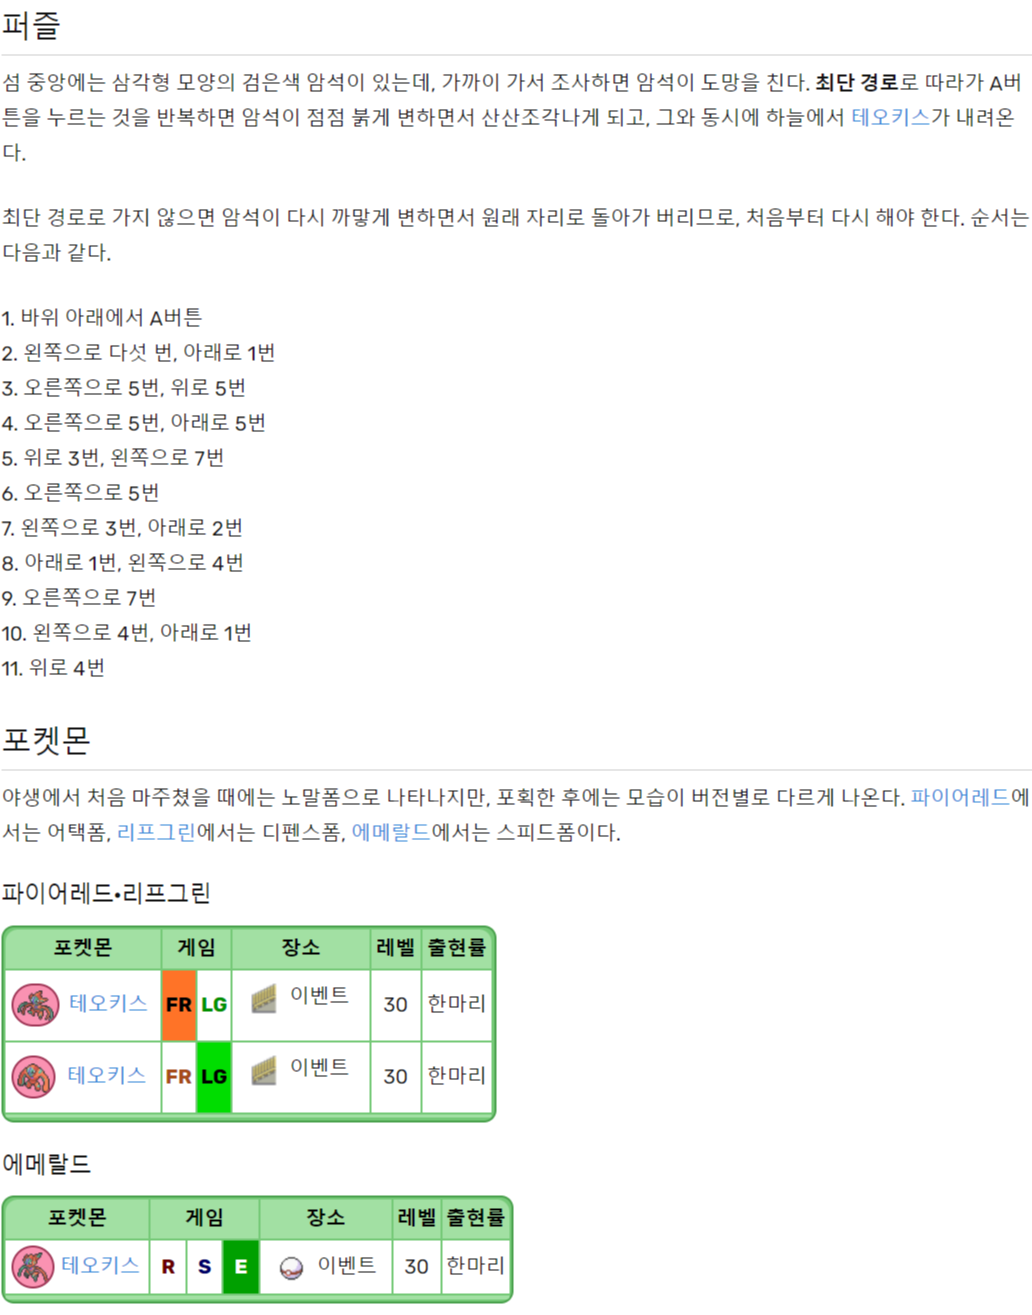 퍼즐
섬 중앙에는 삼각형 모양의 검은색 암석이 있는데, 가까이 가서 조사하면 암석이 도망을 친다. 최단 경로로 따라가 A버
튼을 누르는 것을 반복하면 암석이 점점 붉게 변하면서 산산조각나게 되고, 그와 동시에 하늘에서 테오키스가 내려온
다.
최단 경로로 가지 않으면 암석이 다시 까맣게 변하면서 원래 자리로 돌아가 버리므로, 처음부터 다시 해야 한다. 순서는
다음과 같다.
1. 바위 아래에서 A버튼
2. 왼쪽으로 다섯 번, 아래로 1번
3. 오른쪽으로 5번, 위로 5번
4. 오른쪽으로 5번, 아래로 5번
5. 위로 3번, 왼쪽으로 7번
6. 오른쪽으로 5번
7. 왼쪽으로 3번, 아래로 2번
8. 아래로 1번, 왼쪽으로 4번
9. 오른쪽으로 7번
10. 왼쪽으로 4번, 아래로 1번
11. 위로 4번
포켓몬
야생에서 처음 마주쳤을 때에는 노말폼으로 나타나지만, 포획한 후에는 모습이 버전별로 다르게 나온다. 파이어레드에
서는 어택폼, 리프그린에서는 디펜스폼, 에메랄드에서는 스피드폼이다.
파이어레드•리프그린
포켓몬 게임 장소 레벨 출현률
테오키스 FR LG 이벤트 30 한마리
테오키스 FR LG 이벤트 30 한마리
에메랄드
포켓몬 게임 장소 레벨 출현률
테오키스 R S E 이벤트 30 한마리